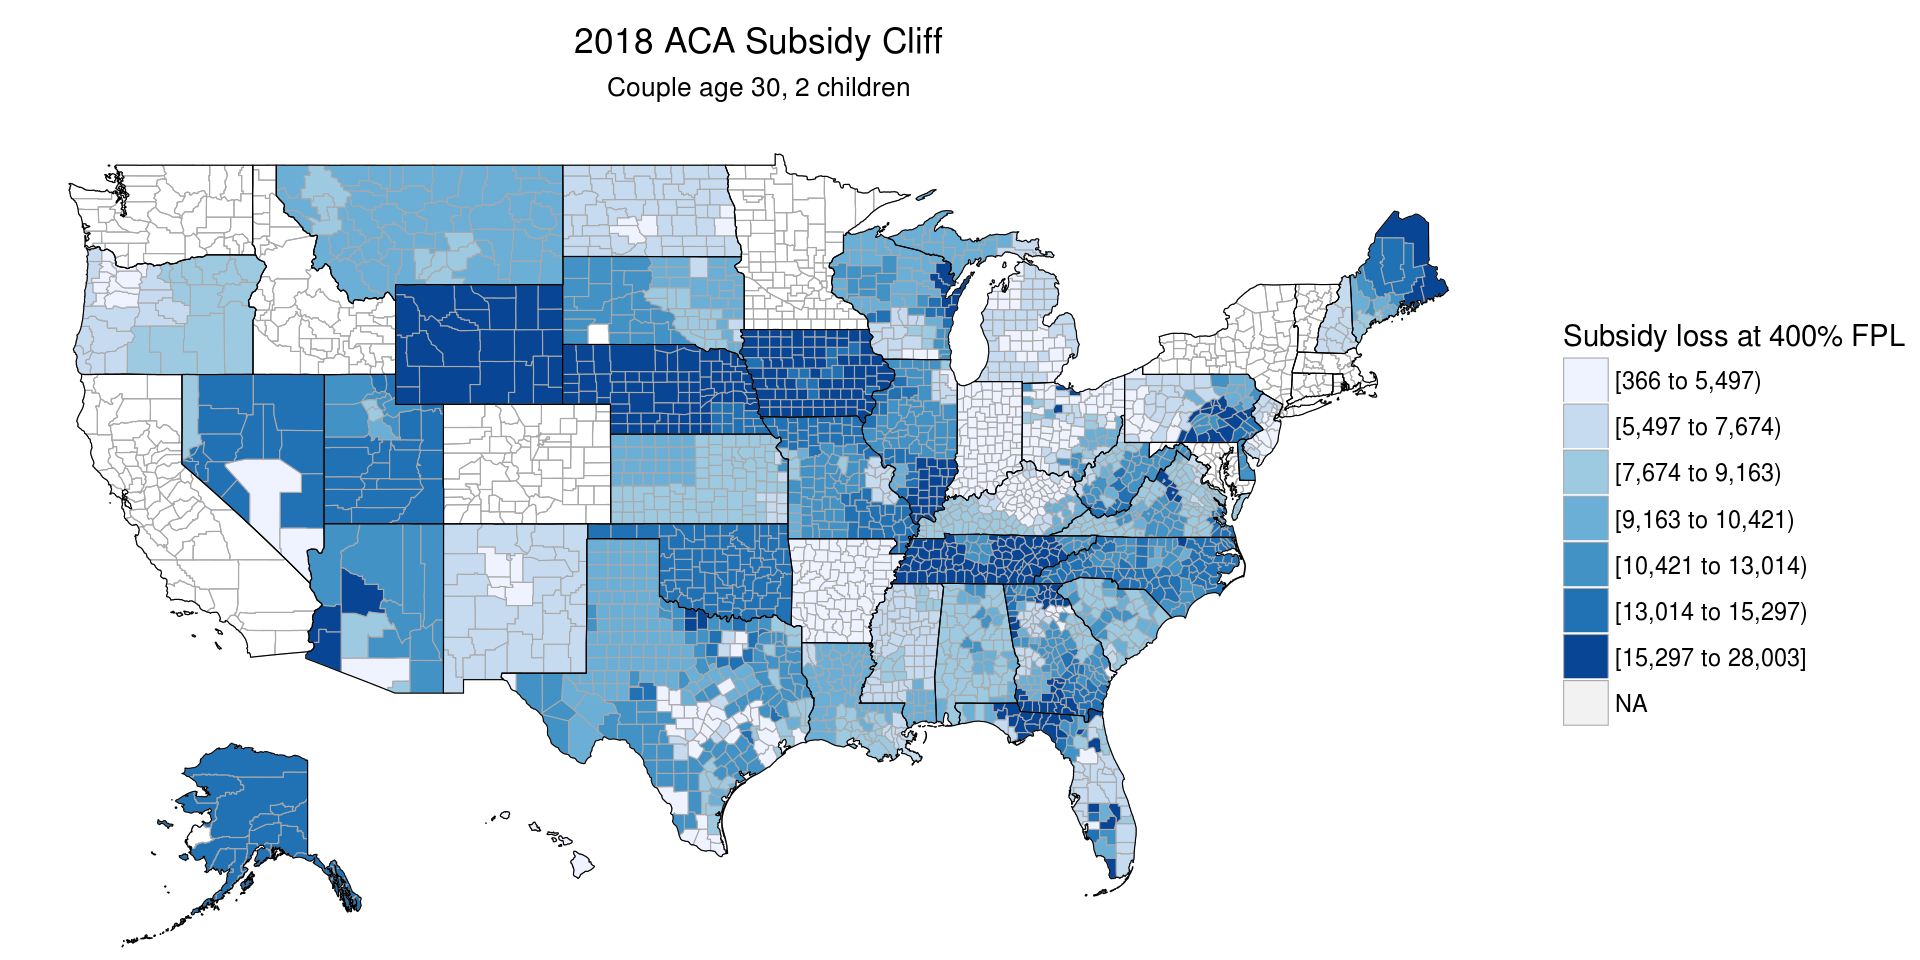 2018 ACA Subsidy Cliff
Couple age 30, 2 children
Subsidy loss at 400% FPL
[366 to 5,497)
[5,497 to 7,674)
[7,674 to 9,163)
[9,163 to 10,421)
[10,421 to 13,014)
[13,014 to 15,297)
[15,297 to 28,003]
NA